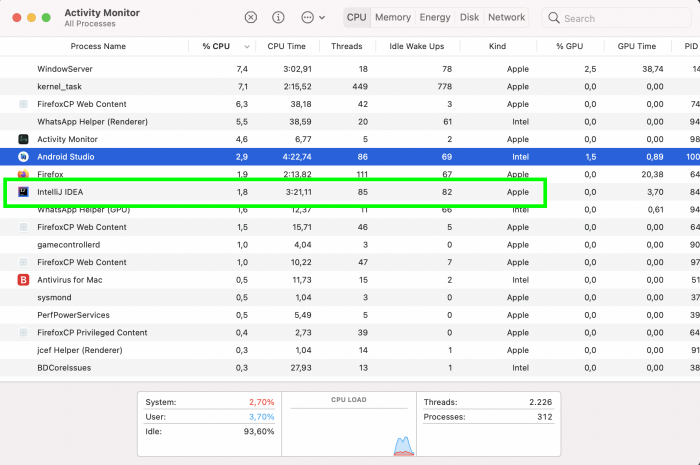 Activity Monitor
All Processes
CPU Memory Energy Disk Network Search
Process Name % CPU CPU Time Threads Idle Wake Ups Kind % GPU GPU Time PID
WindowServer 7,4 3:02,91 18 78 Apple 2,5 38,74 14
kernel_task 7,1 2:15,52 449 778 Apple 0,0 0,00
FirefoxCP Web Content 6,3 38,18 42 3 Apple 0,0 0,00 74
WhatsApp Helper (Renderer) 5,5 38,59 20 61 Intel 0,0 0,00 94
Activity Monitor 4,6 6,77 5 2 Apple 0,0 0,00 98
Android Studio 2,9 4:22,74 86 69 Intel 1,5 0,89 100
Firefox 1,9 2:13,82 111 67 Apple 0,0 20,38 64
IntelliJ IDEA 1,8 3:21,11 85 82 Apple 0,0 3,70 84
WhatsApp Helper (GPU) 1,6 12,37 11 66 Intel 0,0 0,61 94
FirefoxCP Web Content 1,5 15,71 46 5 Apple 0,0 0,00 64
gamecontrollerd 1,0 4,04 3 0 Apple 0,0 0,00 90
FirefoxCP Web Content 1,0 10,22 47 7 Apple 0,0 0,00 97
Antivirus for Mac 0,5 11,73 15 2 Intel 0,0 0,00 51
sysmond 0,5 1,04 3 0 Apple 0,0 0,00 37
PerfPowerServices 0,5 5,49 5 0 Apple 0,0 0,00 39
FirefoxCP Privileged Content 0,4 2,73 39 0 Apple 0,0 0,00 64
jcef Helper (Renderer) 0,3 1,04 14 1 Apple 0,0 0,00 91
BDCoreIssues 0,3 27,93 13 1 Intel 0,0 0,00 38
System: 2,70% CPU LOAD Threads: 2.226
User: 3,70% Processes: 312
Idle: 93,60%